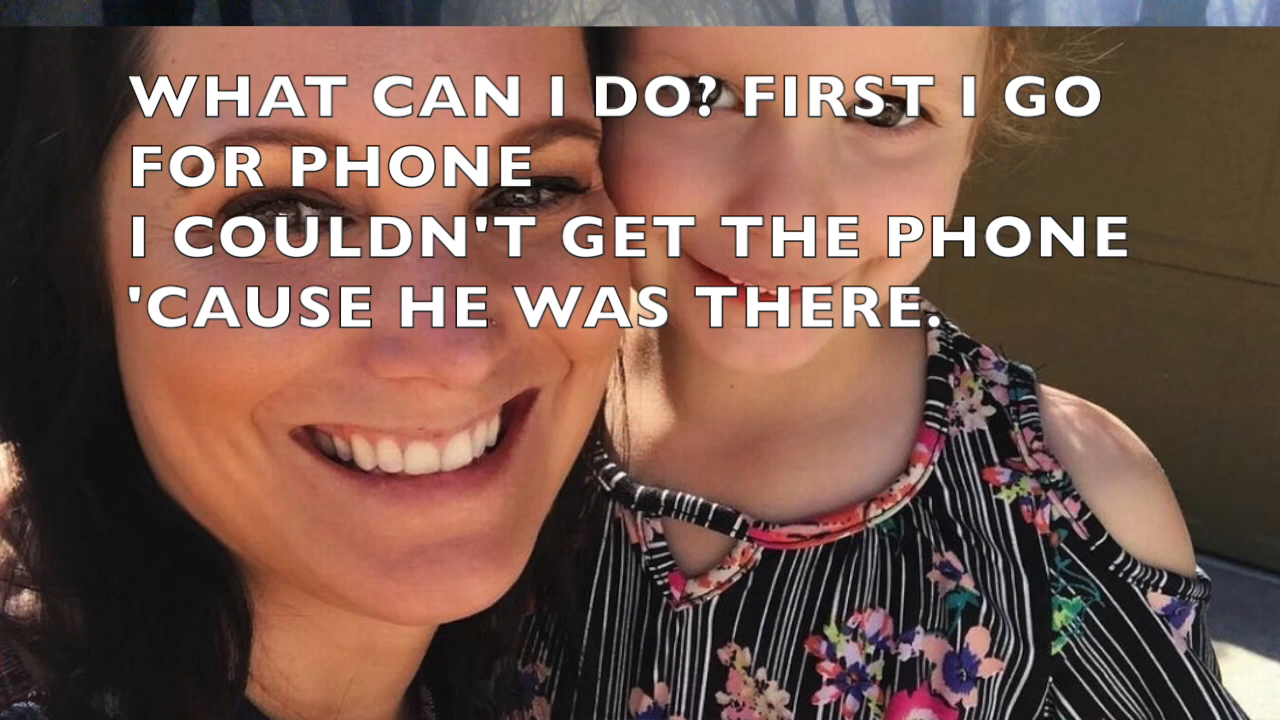 WHAT CAN I DO? FIRST I GO
FOR PHONE
I COULDN'T GET THE PHONE
'CAUSE HE WAS THERE.